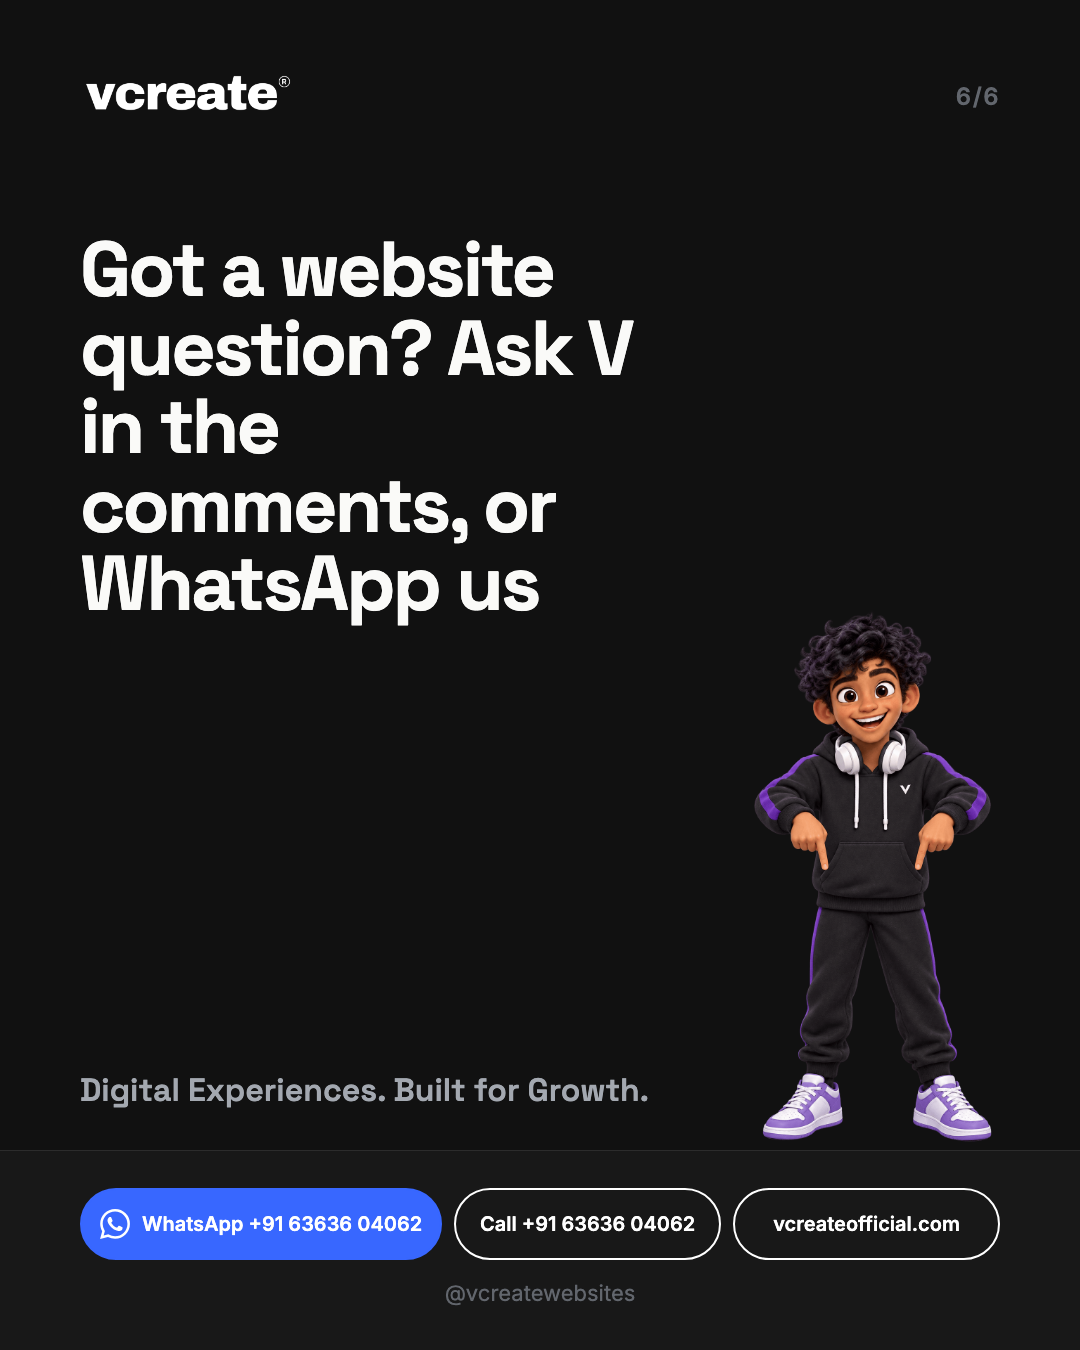 vcreate®
6/6
Got a website
question? Ask V
in the
comments, or
WhatsApp us
V
Digital Experiences. Built for Growth.
WhatsApp +91 63636 04062
Call +91 63636 04062
vcreateofficial.com
@vcreatewebsites